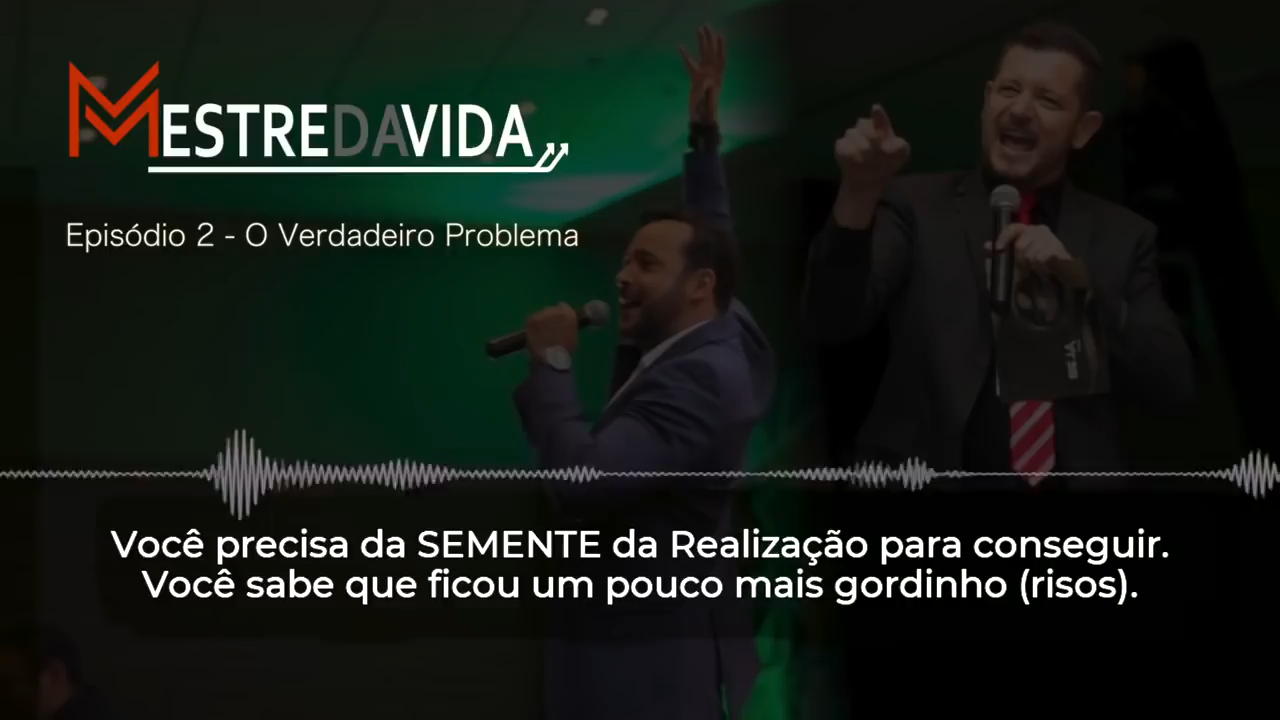 MESTREDAVIDA
Episódio 2 - O Verdadeiro Problema
Você precisa da SEMENTE da Realização para conseguir.
Você sabe que ficou um pouco mais gordinho (risos).